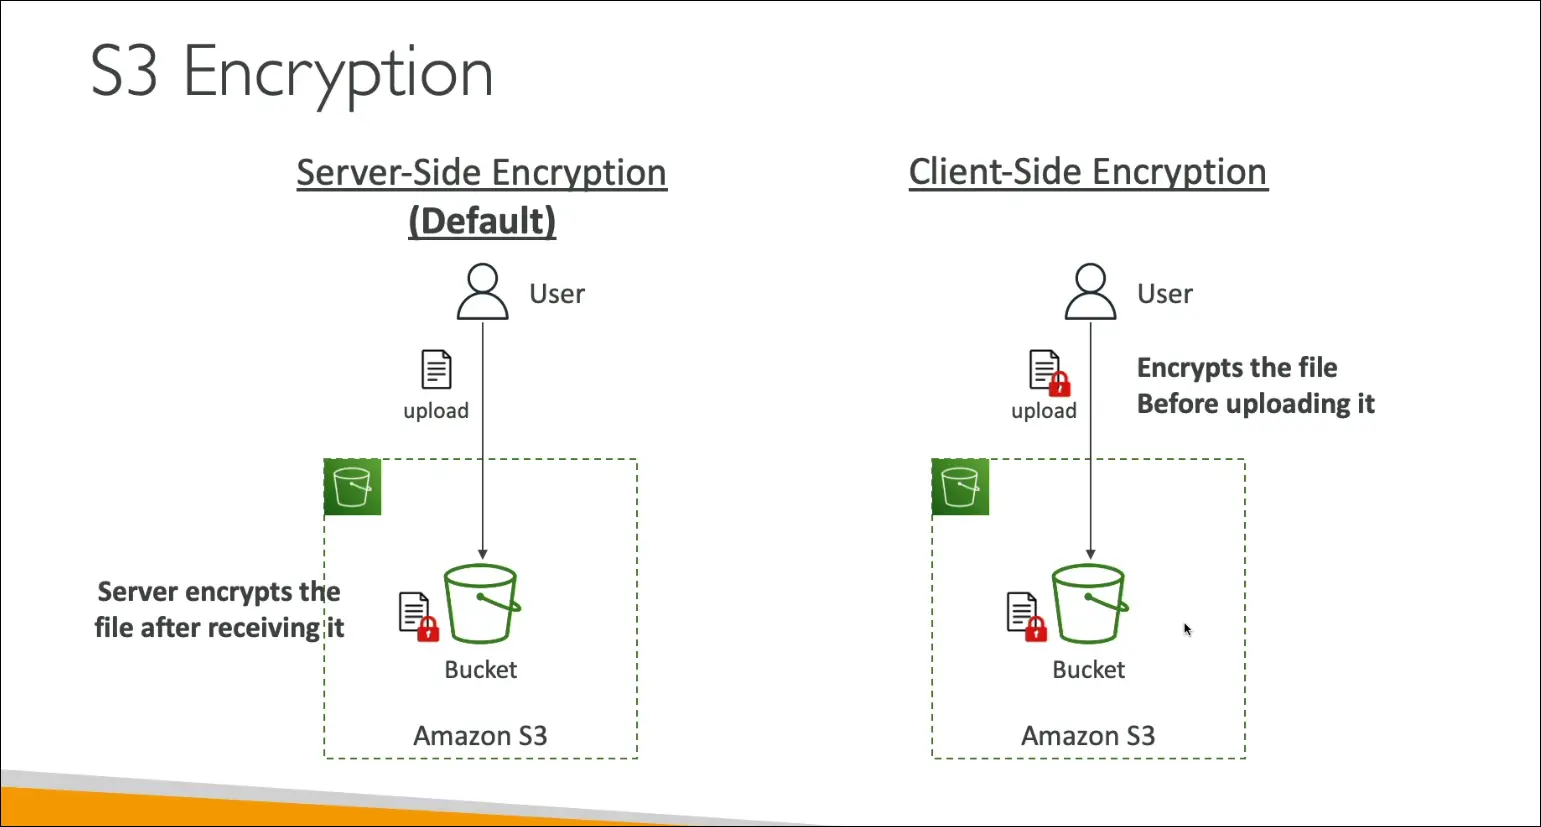 S3 Encryption
Server-Side Encryption
(Default)
User
upload
Server encrypts the
file after receiving it
Bucket
Amazon S3
Client-Side Encryption
User
upload
Encrypts the file
Before uploading it
Bucket
Amazon S3